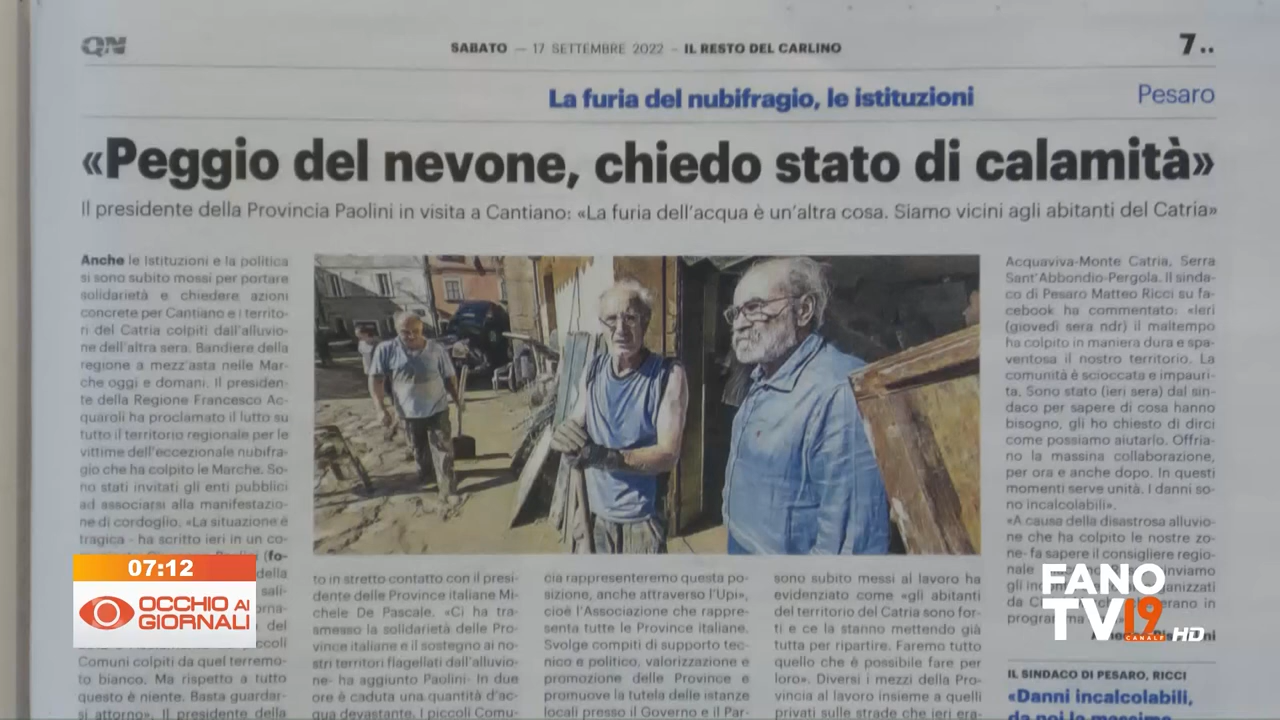 QN
SABATO — 17 SETTEMBRE 2022 – IL RESTO DEL CARLINO
7 ..
La furia del nubifragio, le istituzioni
Pesaro
«Peggio del nevone, chiedo stato di calamità»
Il presidente della Provincia Paolini in visita a Cantiano: «La furia dell'acqua è un'altra cosa. Siamo vicini agli abitanti del Catria»
Anche le Istituzioni e la politica
si sono subito mossi per portare
solidarietà e chiedere azioni
concrete per Cantiano e i territo-
ri del Catria colpiti dall'alluvio-
ne dell'altra sera. Bandiere della
regione a mezz'asta nelle Mar-
che oggi e domani. Il presiden-
te della Regione Francesco Ac-
quaroli ha proclamato il lutto su
tutto il territorio regionale per le
vittime dell'eccezionale nubifra-
gio che ha colpito le Marche. So-
no stati invitati gli enti pubblici
ad associarsi alla manifestazio-
ne di cordoglio. «La situazione è
tragica - ha scritto ieri in un co-
(fo-
della
sali-
del
ccoli
Comuni colpiti da quel terremo-
to bianco. Ma rispetto a tutto
questo è niente. Basta guardar-
si attorno». Il presidente della
to in stretto contatto con il presi-
dente delle Province italiane Mi-
chele De Pascale. «Ci ha tra-
smesso la solidarietà delle Pro-
vince italiane e il sostegno ai no-
stri territori flagellati dall'alluvio-
ne- ha aggiunto Paolini- In due
ore è caduta una quantità d'ac-
qua devastante. I piccoli Comu-
cia rappresenteremo questa po-
sizione, anche attraverso l'Upi»,
cioè l'Associazione che rappre-
senta tutte le Province italiane.
Svolge compiti di supporto tec-
nico e politico, valorizzazione e
promozione delle Province e
promuove la tutela delle istanze
locali presso il Governo e il Par-
sono subito messi al lavoro ha
evidenziato come «gli abitanti
del territorio del Catria sono for-
ti e ce la stanno mettendo già
tutta per ripartire. Faremo tutto
quello che è possibile fare per
loro». Diversi i mezzi della Pro-
vincia al lavoro insieme a quelli
privati sulle strade che ieri era-
Acquaviva-Monte Catria, Serra
Sant'Abbondio-Pergola. Il sinda-
co di Pesaro Matteo Ricci su fa-
cebook ha commentato: «Ieri
(giovedì sera ndr) il maltempo
ha colpito in maniera dura e spa-
ventosa il nostro territorio. La
comunità è scioccata e impauri-
ta. Sono stato (ieri sera) dal sin-
daco per sapere di cosa hanno
bisogno, gli ho chiesto di dirci
come possiamo aiutarlo. Offria-
no la massima collaborazione,
per ora e anche dopo. In questi
momenti serve unità. I danni so-
no incalcolabili».
«A causa della disastrosa alluvio-
ne che ha colpito le nostre zo-
ne- fa sapere il consigliere regio-
nale
inviamo
gli
da
in
IL SINDACO DI PESARO, RICCI
«Danni incalcolabili,
07:12
OCCHIO AI
GIORNALI
FANO
TV 19
CANALE HD